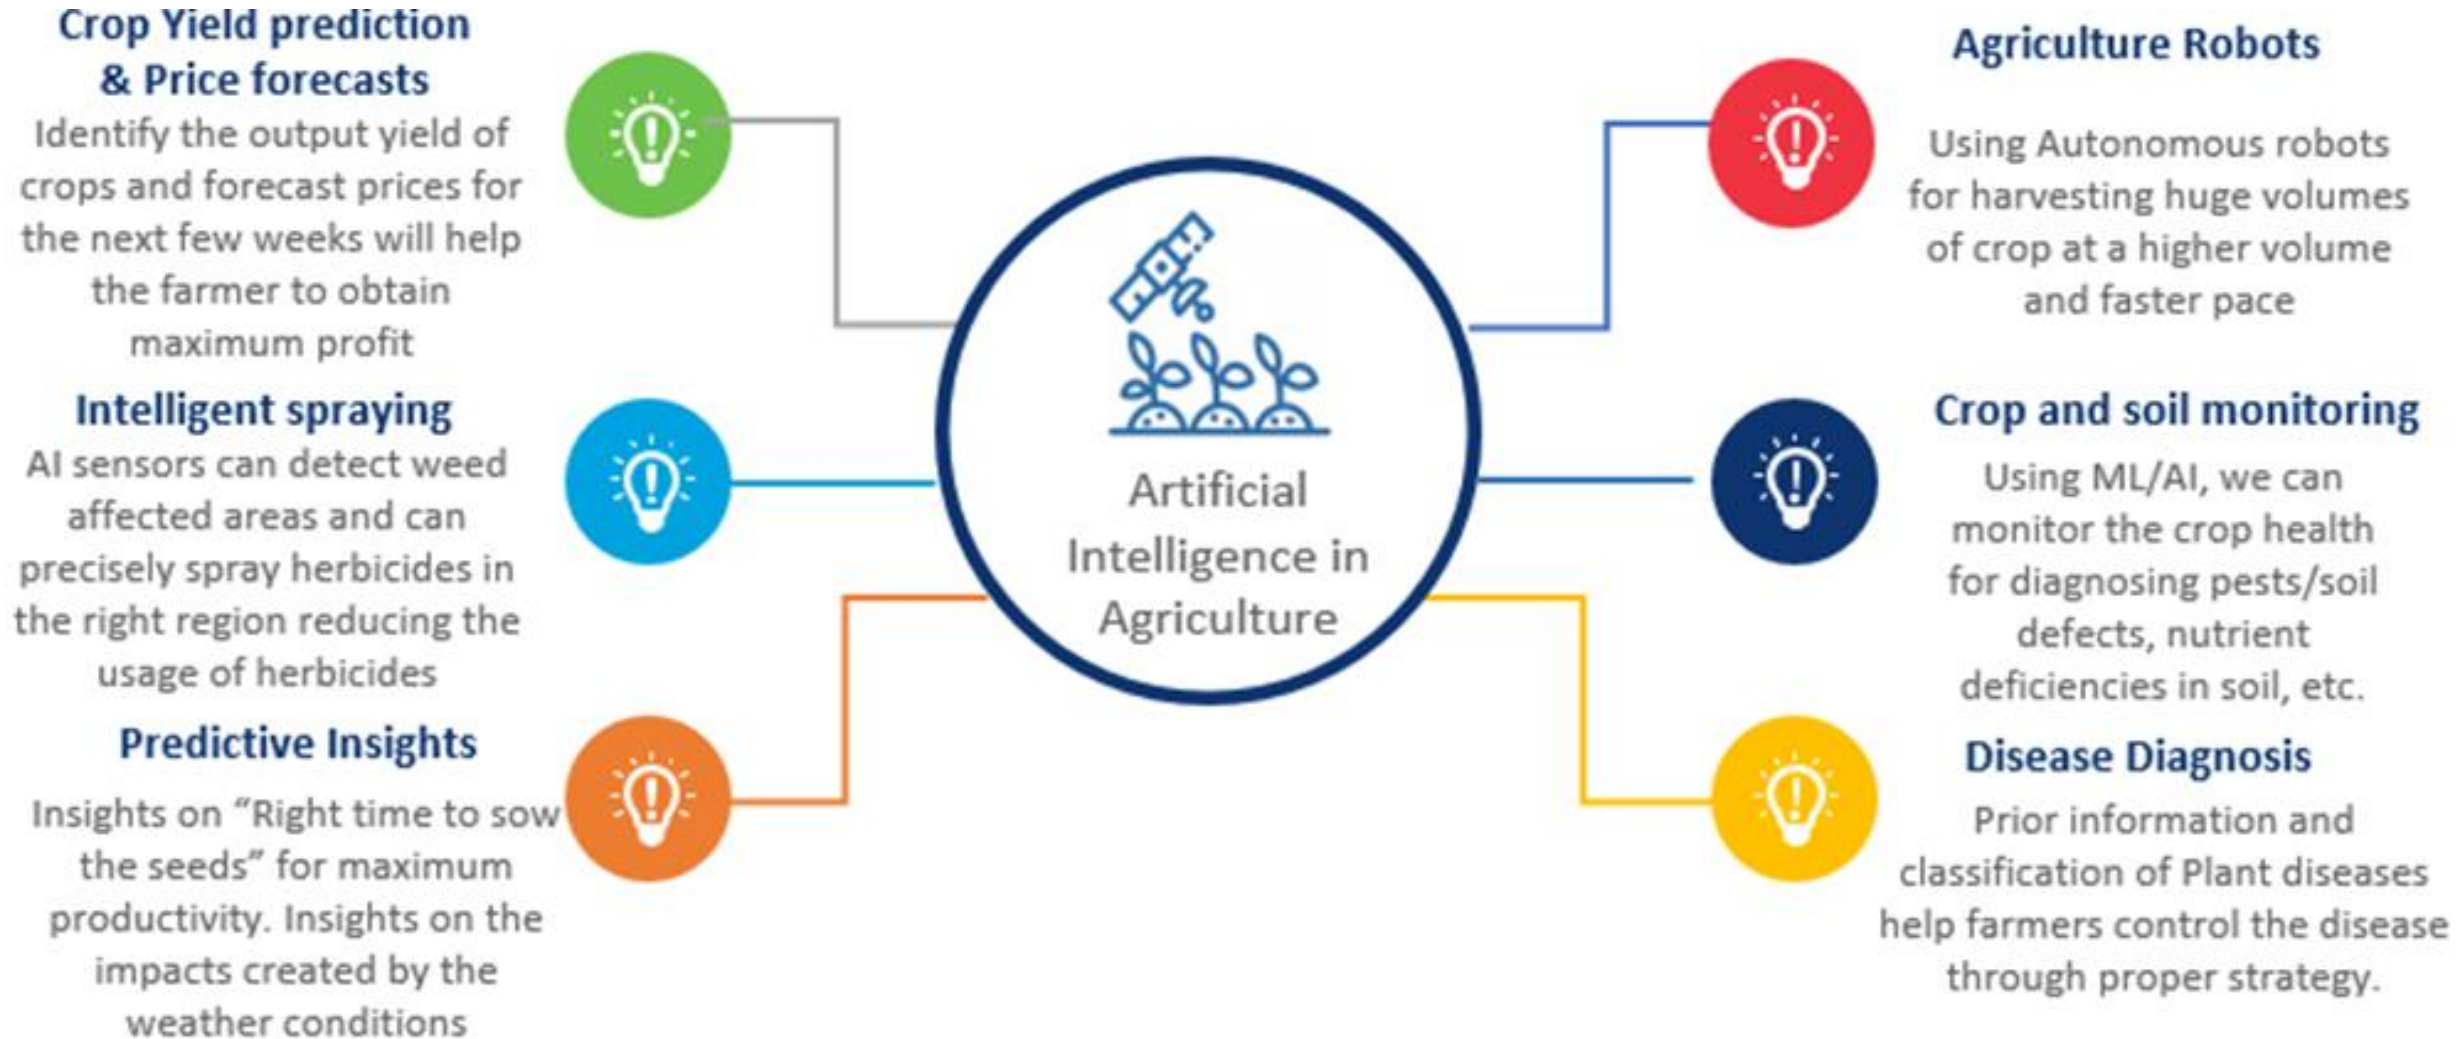 Crop Yield prediction
& Price forecasts
Identify the output yield of
crops and forecast prices for
the next few weeks will help
the farmer to obtain
maximum profit
Intelligent spraying
AI sensors can detect weed
affected areas and can
precisely spray herbicides in
the right region reducing the
usage of herbicides
Predictive Insights
Insights on “Right time to sow
the seeds” for maximum
productivity. Insights on the
impacts created by the
weather conditions
Artificial
Intelligence in
Agriculture
Agriculture Robots
Using Autonomous robots
for harvesting huge volumes
of crop at a higher volume
and faster pace
Crop and soil monitoring
Using ML/AI, we can
monitor the crop health
for diagnosing pests/soil
defects, nutrient
deficiencies in soil, etc.
Disease Diagnosis
Prior information and
classification of Plant diseases
help farmers control the disease
through proper strategy.